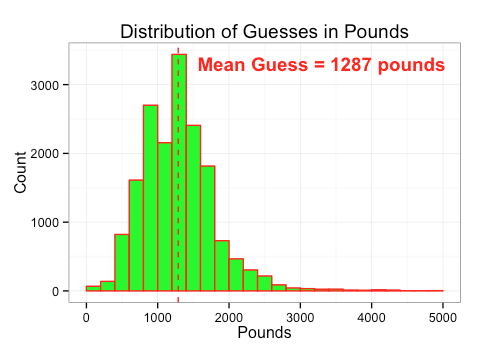 Distribution of Guesses in Pounds
Mean Guess = 1287 pounds
Count
3000
2000
1000
0
0 1000 2000 3000 4000 5000
Pounds